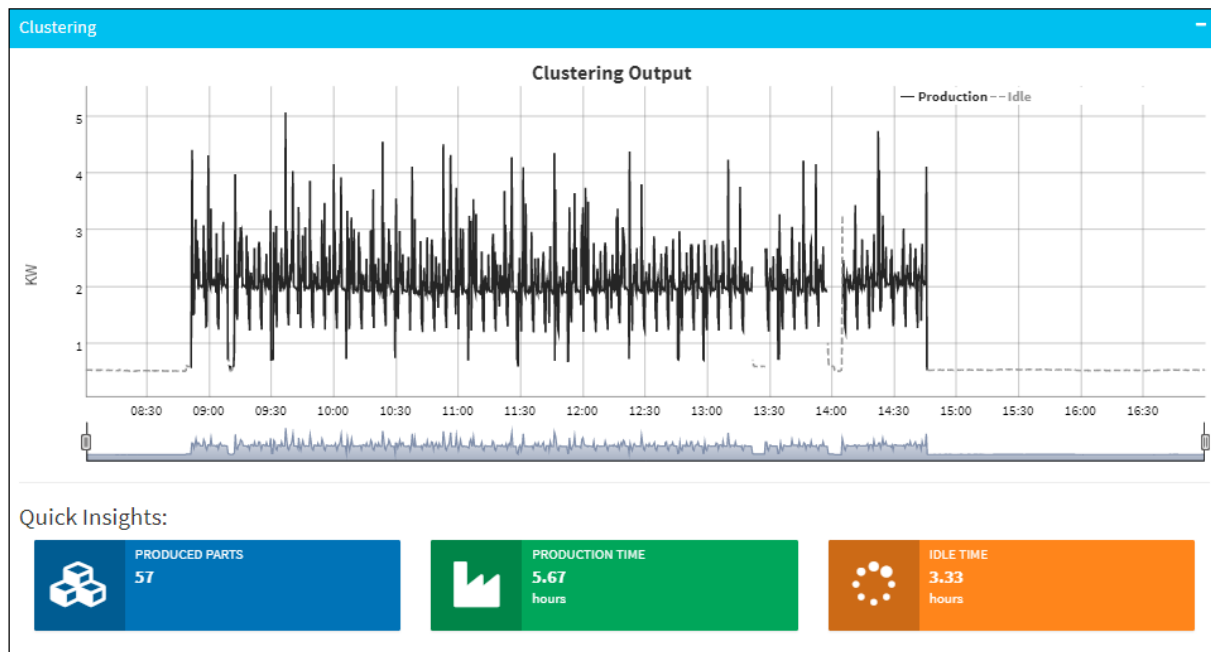 Clustering
Clustering Output
Production Idle
5
4
3
2
1
KW
08:30 09:00 09:30 10:00 10:30 11:00 11:30 12:00 12:30 13:00 13:30 14:00 14:30 15:00 15:30 16:00 16:30
Quick Insights:
PRODUCED PARTS
57
PRODUCTION TIME
5.67
hours
IDLE TIME
3.33
hours